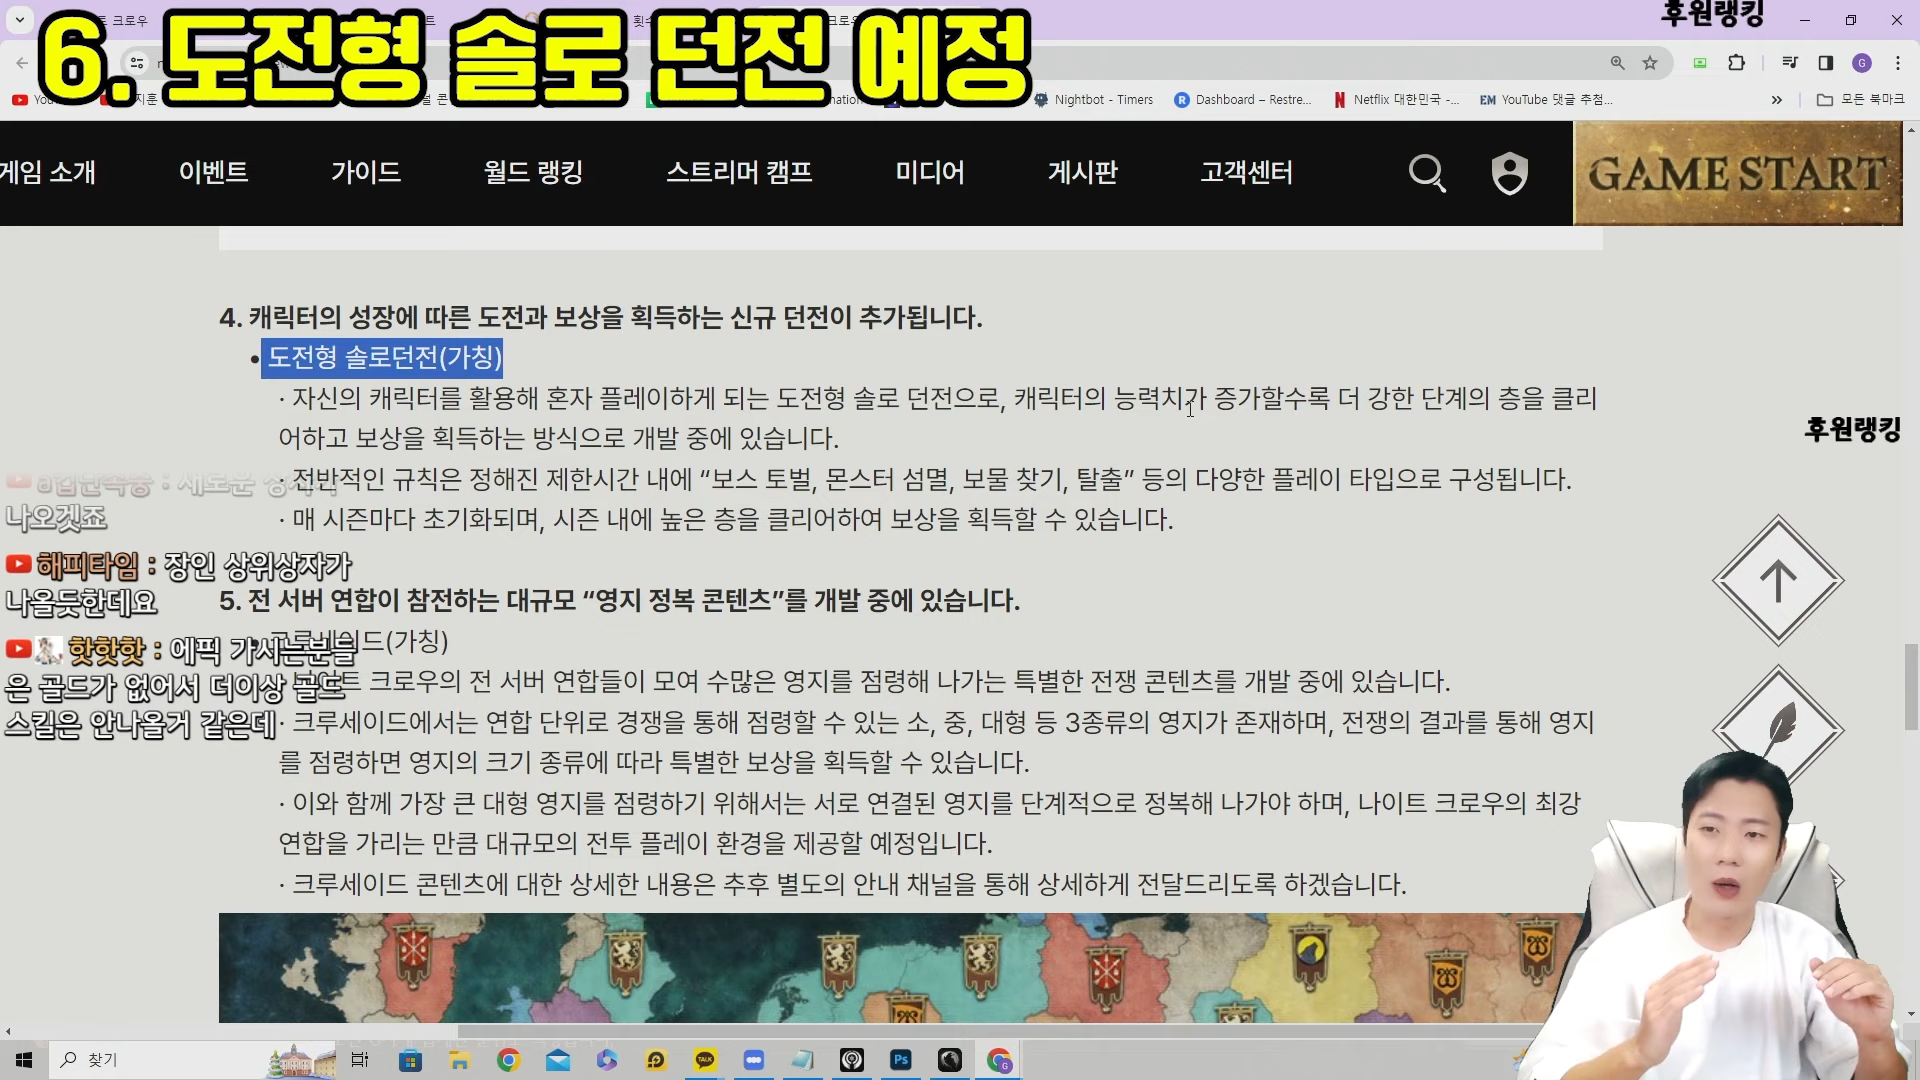 6. 도전형 솔로 던전 예정
후원랭킹
Nightbot - Timers
Dashboard – Restre...
Netflix 대한민국 -...
EM YouTube 댓글 추첨...
모든 북마크
게임 소개
이벤트
가이드
월드 랭킹
스트리머 캠프
미디어
게시판
고객센터
GAME START
4. 캐릭터의 성장에 따른 도전과 보상을 획득하는 신규 던전이 추가됩니다.
• 도전형 솔로던전(가칭)
· 자신의 캐릭터를 활용해 혼자 플레이하게 되는 도전형 솔로 던전으로, 캐릭터의 능력치가 증가할수록 더 강한 단계의 층을 클리
어하고 보상을 획득하는 방식으로 개발 중에 있습니다.
후원랭킹
· 전반적인 규칙은 정해진 제한시간 내에 “보스 토벌, 몬스터 섬멸, 보물 찾기, 탈출” 등의 다양한 플레이 타입으로 구성됩니다.
나오겟죠
· 매 시즌마다 초기화되며, 시즌 내에 높은 층을 클리어하여 보상을 획득할 수 있습니다.
해피타임 : 장인 상위상자가
나올듯한데요
5. 전 서버 연합이 참전하는 대규모 “영지 정복 콘텐츠”를 개발 중에 있습니다.
핫핫핫 : 에픽 가시는분들
은 골드가 없어서 더이상 골드
스킬은 안나올거 같은데
크루세이드(가칭)
크로우의 전 서버 연합들이 모여 수많은 영지를 점령해 나가는 특별한 전쟁 콘텐츠를 개발 중에 있습니다.
· 크루세이드에서는 연합 단위로 경쟁을 통해 점령할 수 있는 소, 중, 대형 등 3종류의 영지가 존재하며, 전쟁의 결과를 통해 영지
를 점령하면 영지의 크기 종류에 따라 특별한 보상을 획득할 수 있습니다.
· 이와 함께 가장 큰 대형 영지를 점령하기 위해서는 서로 연결된 영지를 단계적으로 정복해 나가야 하며, 나이트 크로우의 최강
연합을 가리는 만큼 대규모의 전투 플레이 환경을 제공할 예정입니다.
· 크루세이드 콘텐츠에 대한 상세한 내용은 추후 별도의 안내 채널을 통해 상세하게 전달드리도록 하겠습니다.
찾기